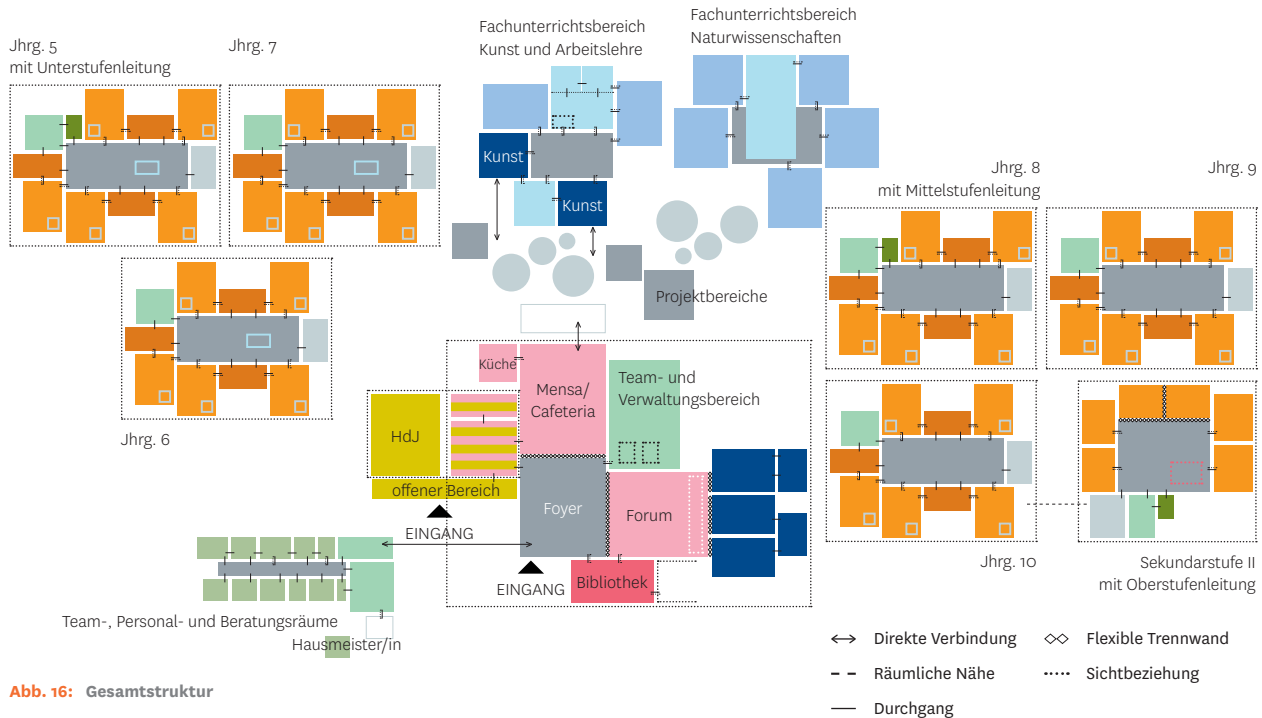 Jhrg. 5
mit Unterstufenleitung
Jhrg. 7
Fachunterrichtsbereich
Kunst und Arbeitslehre
Fachunterrichtsbereich
Naturwissenschaften
Kunst
Kunst
Jhrg. 8
mit Mittelstufenleitung
Jhrg. 9
Projektbereiche
Jhrg. 6
Küche
Mensa/
Cafeteria
Team- und
Verwaltungsbereich
HdJ
offener Bereich
EINGANG
Foyer
Forum
EINGANG
Bibliothek
Jhrg. 10
Sekundarstufe II
mit Oberstufenleitung
Team-, Personal- und Beratungsräume
Hausmeister/in
Direkte Verbindung
Flexible Trennwand
Räumliche Nähe
Sichtbeziehung
Durchgang
Abb. 16: Gesamtstruktur